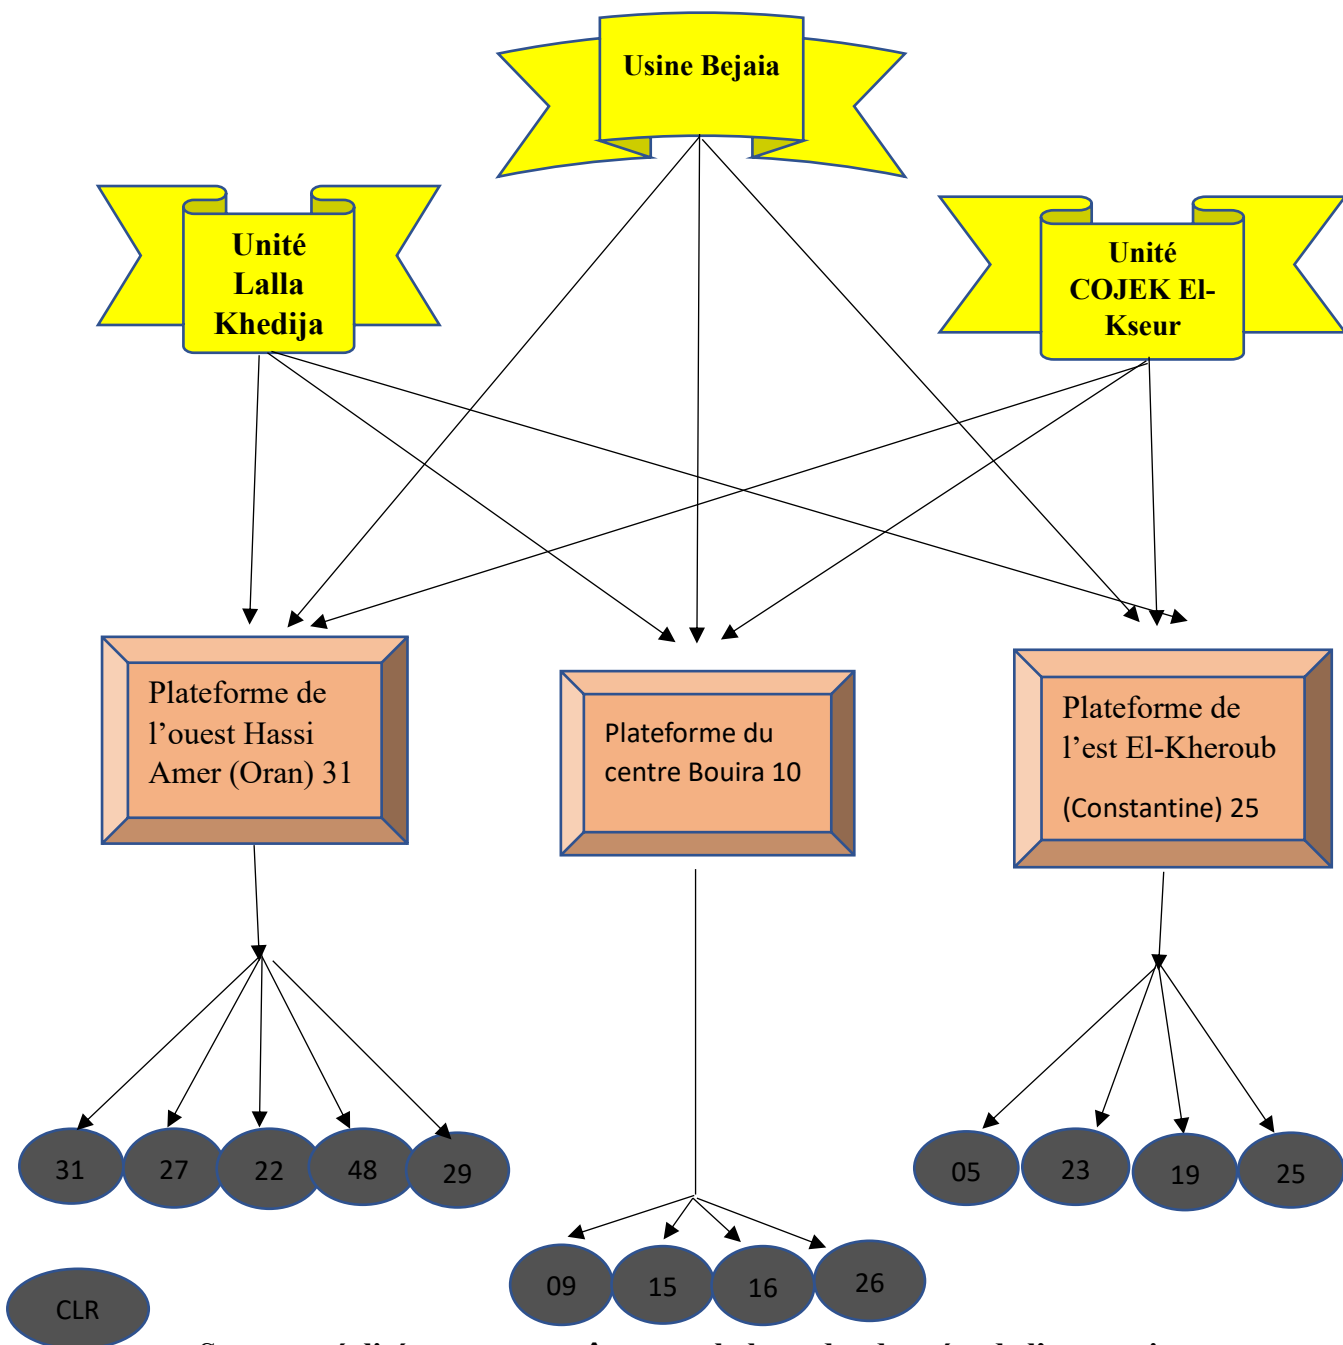 Usine Bejaia
Unité
Lalla
Khedija
Unité
COJEK El-
Kseur
Plateforme de
l’ouest Hassi
Amer (Oran) 31
Plateforme du
centre Bouira 10
Plateforme de
l’est El-Kheroub
(Constantine) 25
31
27
22
48
29
05
23
19
25
09
15
16
26
CLR